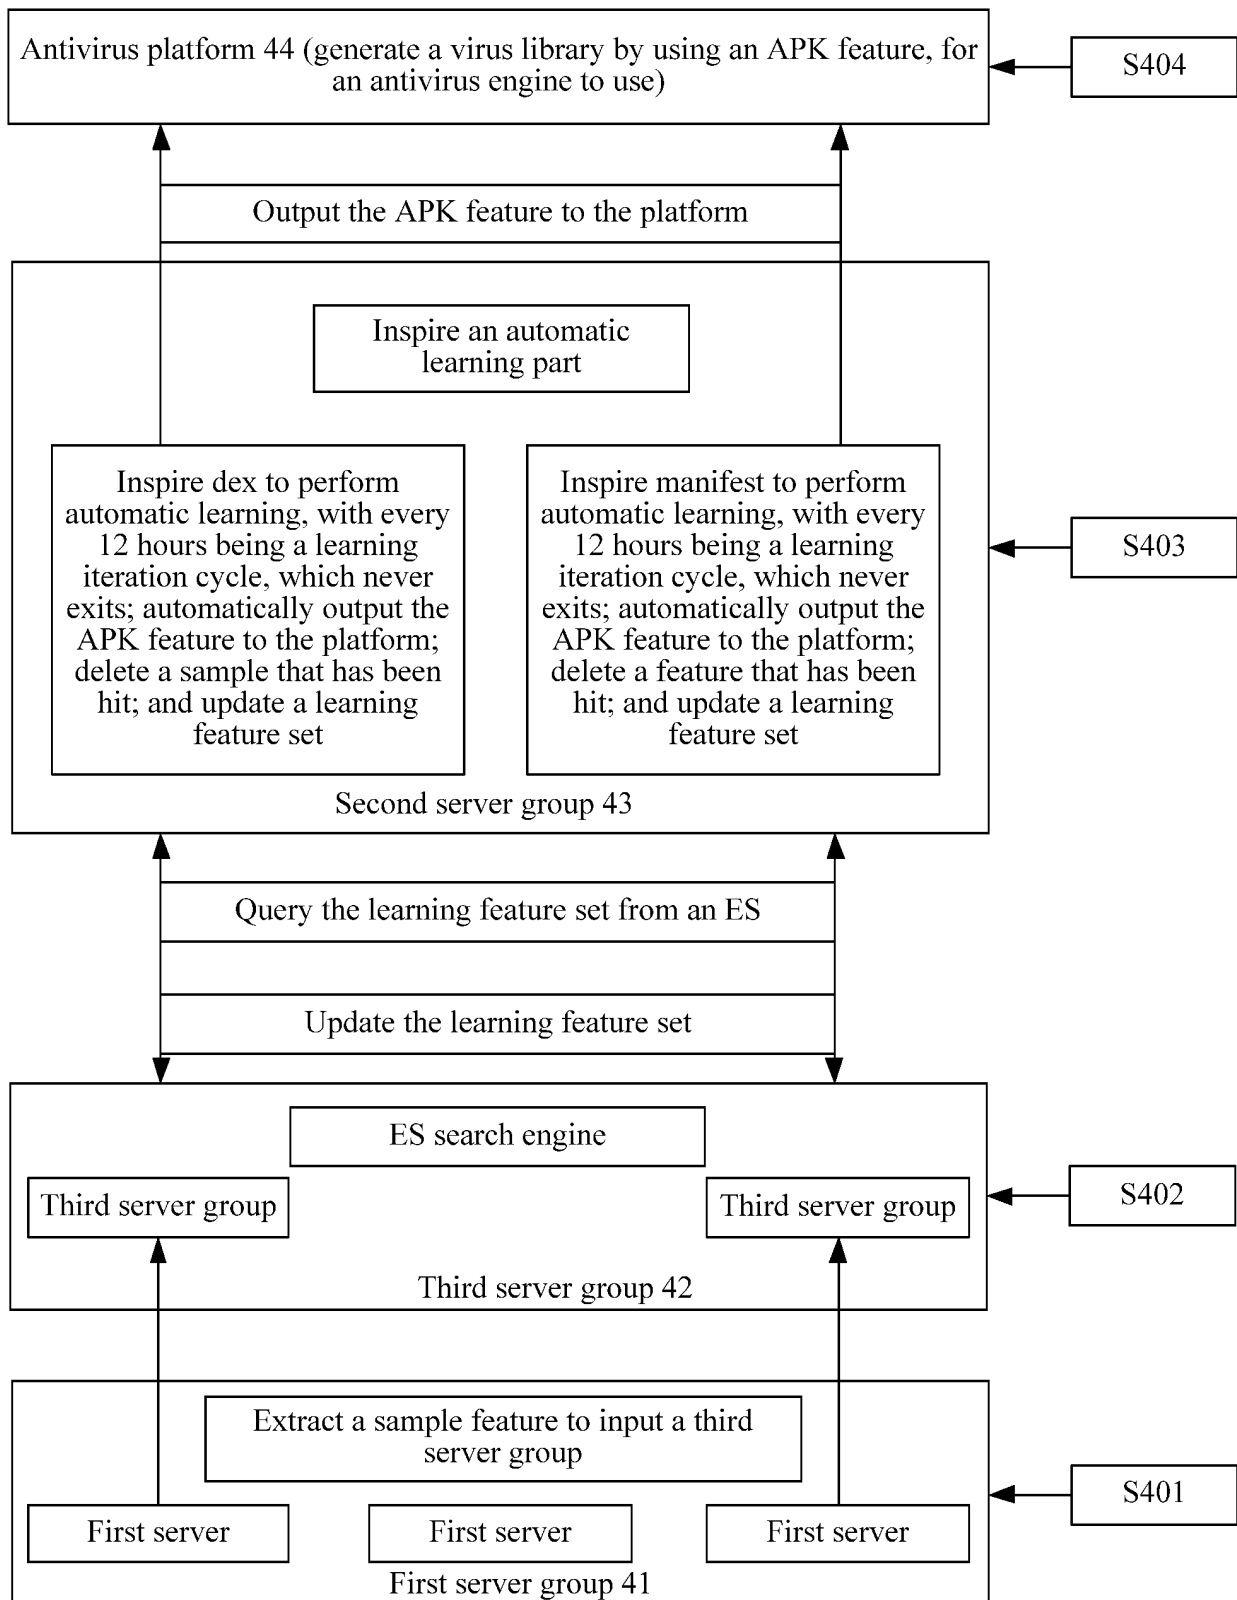 Antivirus platform 44 (generate a virus library by using an APK feature, for
an antivirus engine to use)
S404
Output the APK feature to the platform
Inspire an automatic
learning part
Inspire dex to perform
automatic learning, with every
12 hours being a learning
iteration cycle, which never
exits; automatically output the
APK feature to the platform;
delete a sample that has been
hit; and update a learning
feature set
Inspire manifest to perform
automatic learning, with every
12 hours being a learning
iteration cycle, which never
exits; automatically output the
APK feature to the platform;
delete a feature that has been
hit; and update a learning
feature set
S403
Second server group 43
Query the learning feature set from an ES
Update the learning feature set
ES search engine
Third server group
Third server group
S402
Third server group 42
Extract a sample feature to input a third
server group
S401
First server
First server
First server
First server group 41